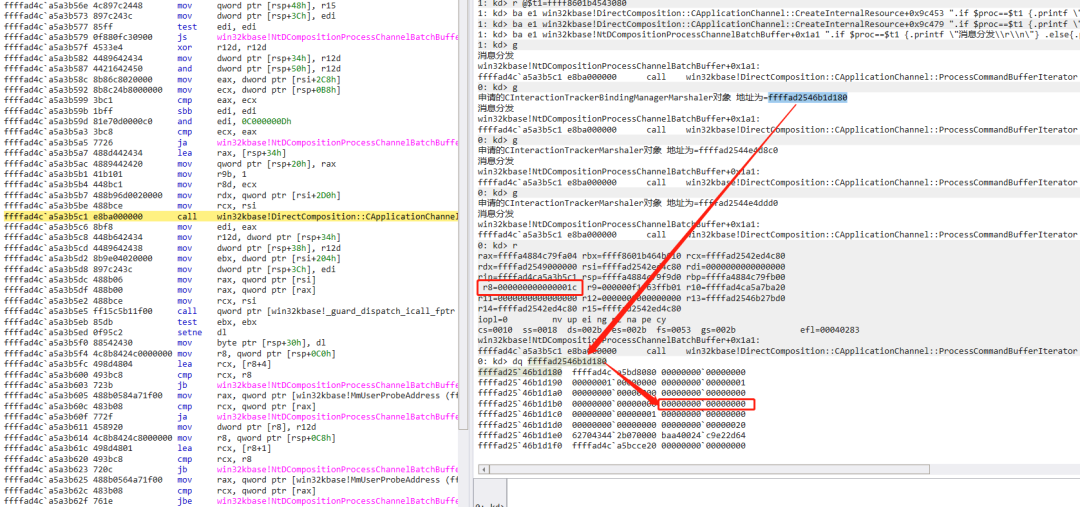 ffffad4c`a5a3b56e 4c897c2448 mov qword ptr [rsp+48h], r15
ffffad4c`a5a3b573 897c243c mov dword ptr [rsp+3Ch], edi
ffffad4c`a5a3b577 85ff test edi, edi
ffffad4c`a5a3b579 0f880fc30900 js win32kbase!NtDCompositionProcessChannelBatchBuffer
ffffad4c`a5a3b57f 4533e4 xor r12d, r12d
ffffad4c`a5a3b582 4489642434 mov dword ptr [rsp+34h], r12d
ffffad4c`a5a3b587 4421642450 and dword ptr [rsp+50h], r12d
ffffad4c`a5a3b58c 8b86c8020000 mov eax, dword ptr [rsi+2C8h]
ffffad4c`a5a3b592 8b8c24b8000000 mov ecx, dword ptr [rsp+0B8h]
ffffad4c`a5a3b599 3bc1 cmp eax, ecx
ffffad4c`a5a3b59b 1bff sbb edi, edi
ffffad4c`a5a3b59d 81e70d0000c0 and edi, 0C000000Dh
ffffad4c`a5a3b5a3 3bc8 cmp ecx, eax
ffffad4c`a5a3b5a5 7726 ja win32kbase!NtDCompositionProcessChannelBatchBuffer
ffffad4c`a5a3b5a7 488d442434 lea rax, [rsp+34h]
ffffad4c`a5a3b5ac 4889442420 mov qword ptr [rsp+20h], rax
ffffad4c`a5a3b5b1 41b101 mov r9b, 1
ffffad4c`a5a3b5b4 448bc1 mov r8d, ecx
ffffad4c`a5a3b5b7 488b96d0020000 mov rdx, qword ptr [rsi+2D0h]
ffffad4c`a5a3b5be 488bce mov rcx, rsi
ffffad4c`a5a3b5c1 e8ba000000 call win32kbase!DirectComposition::CApplicationChannel
ffffad4c`a5a3b5c6 8bf8 mov edi, eax
ffffad4c`a5a3b5c8 448b642434 mov r12d, dword ptr [rsp+34h]
ffffad4c`a5a3b5cd 4489642438 mov dword ptr [rsp+38h], r12d
ffffad4c`a5a3b5d2 8b9e04020000 mov ebx, dword ptr [rsi+204h]
ffffad4c`a5a3b5d8 897c243c mov dword ptr [rsp+3Ch], edi
ffffad4c`a5a3b5dc 488b06 mov rax, qword ptr [rsi]
ffffad4c`a5a3b5df 488b00 mov rax, qword ptr [rax]
ffffad4c`a5a3b5e2 488bce mov rcx, rsi
ffffad4c`a5a3b5e5 ff15c5b11f00 call qword ptr [win32kbase!_guard_dispatch_icall_fptr
ffffad4c`a5a3b5eb 85db test ebx, ebx
ffffad4c`a5a3b5ed 0f95c2 setne dl
ffffad4c`a5a3b5f0 88542430 mov byte ptr [rsp+30h], dl
ffffad4c`a5a3b5f4 4c8b8424c0000000 mov r8, qword ptr [rsp+0C0h]
ffffad4c`a5a3b5fc 498d4804 lea rcx, [r8+4]
ffffad4c`a5a3b600 493bc8 cmp rcx, r8
ffffad4c`a5a3b603 723b jb win32kbase!NtDCompositionProcessChannelBatchBuffer
ffffad4c`a5a3b605 488b0584a71f00 mov rax, qword ptr [win32kbase!MmUserProbeAddress (ff
ffffad4c`a5a3b60c 483b08 cmp rcx, qword ptr [rax]
ffffad4c`a5a3b60f 772f ja win32kbase!NtDCompositionProcessChannelBatchBuffer
ffffad4c`a5a3b611 458920 mov dword ptr [r8], r12d
ffffad4c`a5a3b614 4c8b8424c8000000 mov r8, qword ptr [rsp+0C8h]
ffffad4c`a5a3b61c 498d4801 lea rcx, [r8+1]
ffffad4c`a5a3b620 493bc8 cmp rcx, r8
ffffad4c`a5a3b623 720c jb win32kbase!NtDCompositionProcessChannelBatchBuffer
ffffad4c`a5a3b625 488b0564a71f00 mov rax, qword ptr [win32kbase!MmUserProbeAddress (ff
ffffad4c`a5a3b62c 483b08 cmp rcx, qword ptr [rax]
ffffad4c`a5a3b62f 761e jbe win32kbase!NtDCompositionProcessChannelBatchBuffer
1: kd> r @$t1=ffff8601b4543080
1: kd> ba e1 win32kbase!DirectComposition::CApplicationChannel::CreateInternalResource+0x9c453 ".if $proc==$t1 {.printf
1: kd> ba e1 win32kbase!DirectComposition::CApplicationChannel::CreateInternalResource+0x9c479 ".if $proc==$t1 {.printf
1: kd> ba e1 win32kbase!NtDCompositionProcessChannelBatchBuffer+0x1a1 ".if $proc==$t1 {.printf \"消息分发\\r\\n\"} .else{.p
1: kd> g
消息分发
win32kbase!NtDCompositionProcessChannelBatchBuffer+0x1a1:
ffffad4c`a5a3b5c1 e8ba000000 call win32kbase!DirectComposition::CApplicationChannel::ProcessCommandBufferIterator
0: kd> g
申请的CInteractionTrackerBindingManagerMarshaler对象 地址为=ffffad2546b1d180
消息分发
win32kbase!NtDCompositionProcessChannelBatchBuffer+0x1a1:
ffffad4c`a5a3b5c1 e8ba000000 call win32kbase!DirectComposition::CApplicationChannel::ProcessCommandBufferIterator
0: kd> g
申请的CInteractionTrackerMarshaler对象 地址为=ffffad2544e4d8c0
消息分发
win32kbase!NtDCompositionProcessChannelBatchBuffer+0x1a1:
ffffad4c`a5a3b5c1 e8ba000000 call win32kbase!DirectComposition::CApplicationChannel::ProcessCommandBufferIterator
0: kd> g
申请的CInteractionTrackerMarshaler对象 地址为=ffffad2544e4ddd0
消息分发
win32kbase!NtDCompositionProcessChannelBatchBuffer+0x1a1:
ffffad4c`a5a3b5c1 e8ba000000 call win32kbase!DirectComposition::CApplicationChannel::ProcessCommandBufferIterator
0: kd> r
rax=ffffa4884c79fa04 rbx=ffff8601b464b010 rcx=ffffad2542ed4c80
rdx=ffffad2549000000 rsi=ffffad2542ed4c80 rdi=0000000000000000
rip=ffffad4ca5a3b5c1 rsp=ffffa4884c79f9d0 rbp=ffffa4884c79fb00
r8=000000000000001c r10=ffffad4ca5a7ba20
r11=0000000000000000 r12=0000000000000000 r13=ffffad2546b27bd0
r14=ffffad2542ed4c80 r15=ffffad2542ed4c80
iopl=0 nv up ei ng nz na pe cy
cs=0010 ss=0018 ds=002b es=002b fs=0053 gs=002b efl=00040283
win32kbase!NtDCompositionProcessChannelBatchBuffer+0x1a1:
ffffad4c`a5a3b5c1 e8ba000000 call win32kbase!DirectComposition::CApplicationChannel::ProcessCommandBufferIterator
0: kd> dq ffffad2546b1d180
ffffad25`46b1d180 ffffad4c`a5bd8080 00000000`00000000
ffffad25`46b1d190 00000001`00000000 00000000`00000001
ffffad25`46b1d1a0 00000000`00000000 00000000`00000000
ffffad25`46b1d1b0 00000000`00000000 00000000`00000000
ffffad25`46b1d1c0 00000000`00000001 00000000`00000000
ffffad25`46b1d1d0 00000000`00000000 00000000`00000020
ffffad25`46b1d1e0 62704344`2b070000 baa40024`c9e22d64
ffffad25`46b1d1f0 ffffad4c`a5bcce20 00000000`00000000